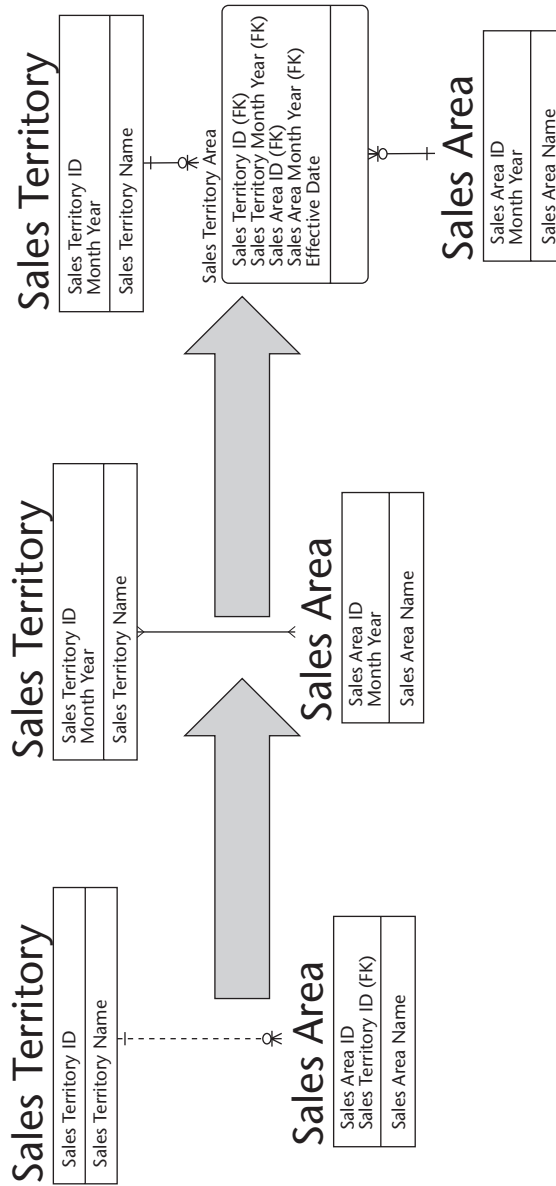 Sales Territory
Sales Territory ID
Sales Territory Name
Sales Area
Sales Area ID
Sales Territory ID (FK)
Sales Area Name
Sales Territory
Sales Territory ID
Month Year
Sales Territory Name
Sales Area
Sales Area ID
Month Year
Sales Area Name
Sales Territory
Sales Territory ID
Month Year
Sales Territory Name
Sales Territory Area
Sales Territory ID (FK)
Sales Territory Month Year (FK)
Sales Area ID (FK)
Sales Area Month Year (FK)
Effective Date
Sales Area
Sales Area ID
Month Year
Sales Area Name